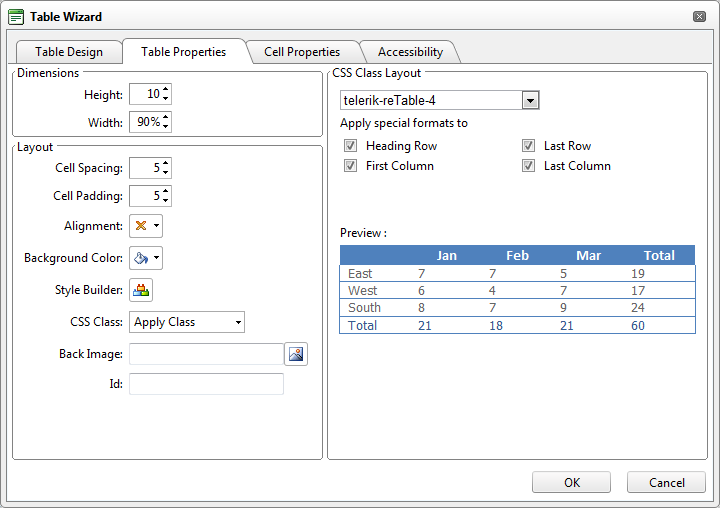 Table Wizard
Table Design Table Properties Cell Properties Accessibility
Dimensions
Height: 10
Width: 90%
Layout
Cell Spacing: 5
Cell Padding: 5
Alignment:
Background Color:
Style Builder:
CSS Class: Apply Class
Back Image:
Id:
CSS Class Layout
telerik-reTable-4
Apply special formats to
Heading Row Last Row
First Column Last Column
Preview :
Jan Feb Mar Total
East 7 7 5 19
West 6 4 7 17
South 8 7 9 24
Total 21 18 21 60
OK Cancel